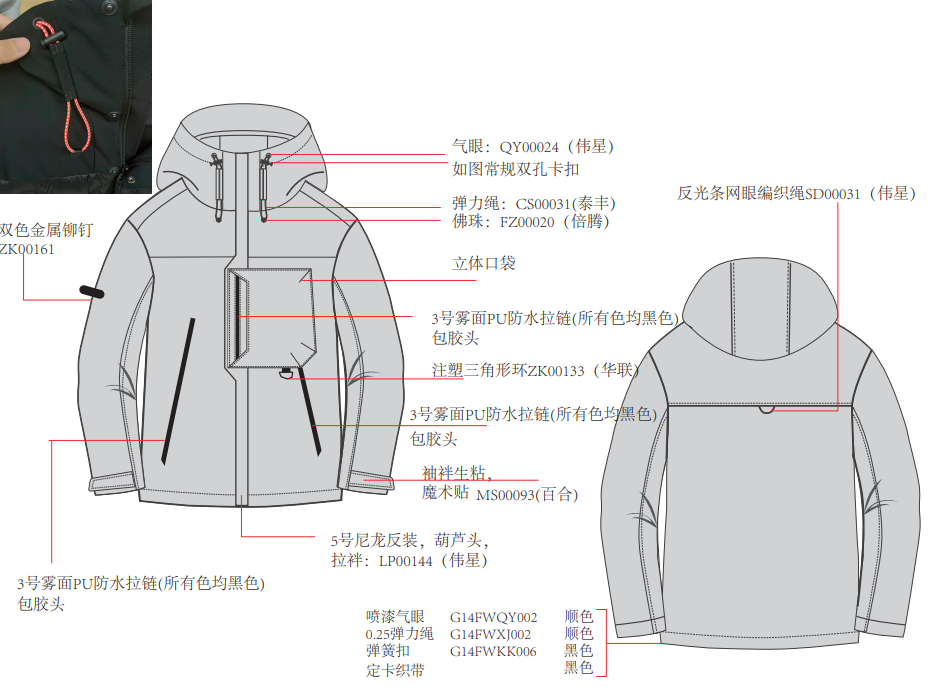 气眼：QY00024（伟星）
如图常规双孔卡扣
反光条网眼编织绳SD00031（伟星）
弹力绳：CS00031(泰丰）
佛珠：FZ00020（倍腾）
双色金属铆钉
ZK00161
立体口袋
3号雾面PU防水拉链(所有色均黑色)
包胶头
注塑三角形环ZK00133（华联）
3号雾面PU防水拉链(所有色均黑色)
包胶头
袖袢生粘，
魔术贴 MS00093(百合)
5号尼龙反装，葫芦头，
拉袢：LP00144（伟星）
3号雾面PU防水拉链(所有色均黑色)
包胶头
喷漆气眼 G14FWQY002 顺色
0.25弹力绳 G14FWXJ002 顺色
弹簧扣 G14FWKK006 黑色
定卡织带 黑色